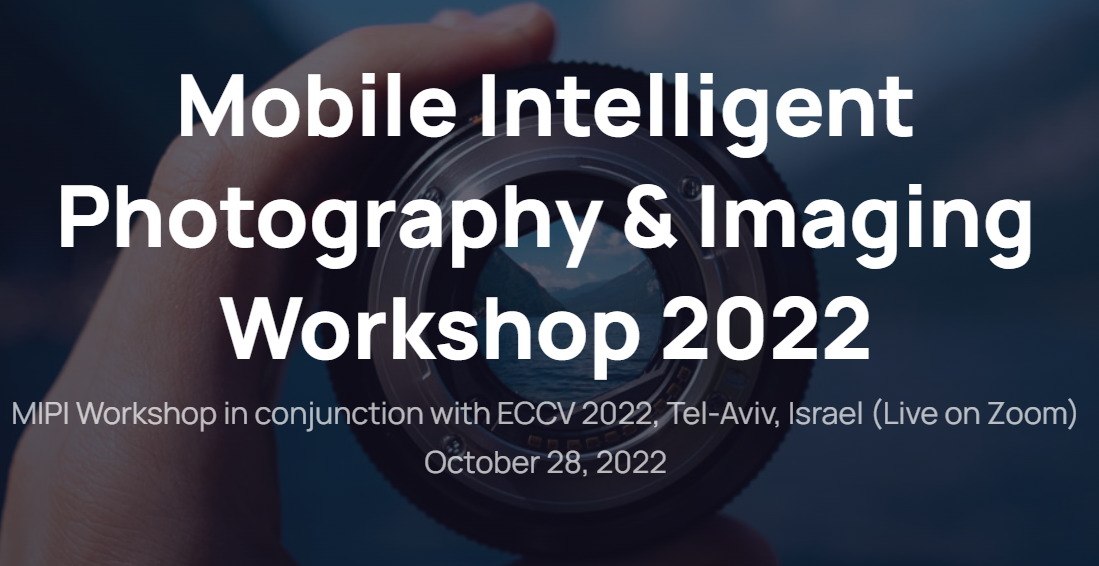 Mobile Intelligent
Photography & Imaging
Workshop 2022
MIPI Workshop in conjunction with ECCV 2022, Tel-Aviv, Israel (Live on Zoom)
October 28, 2022